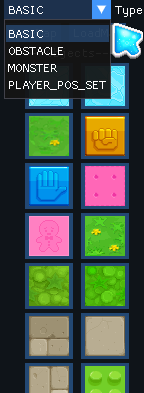 BASIC Type
BASIC
OBSTACLE
MONSTER
PLAYER_POS_SET